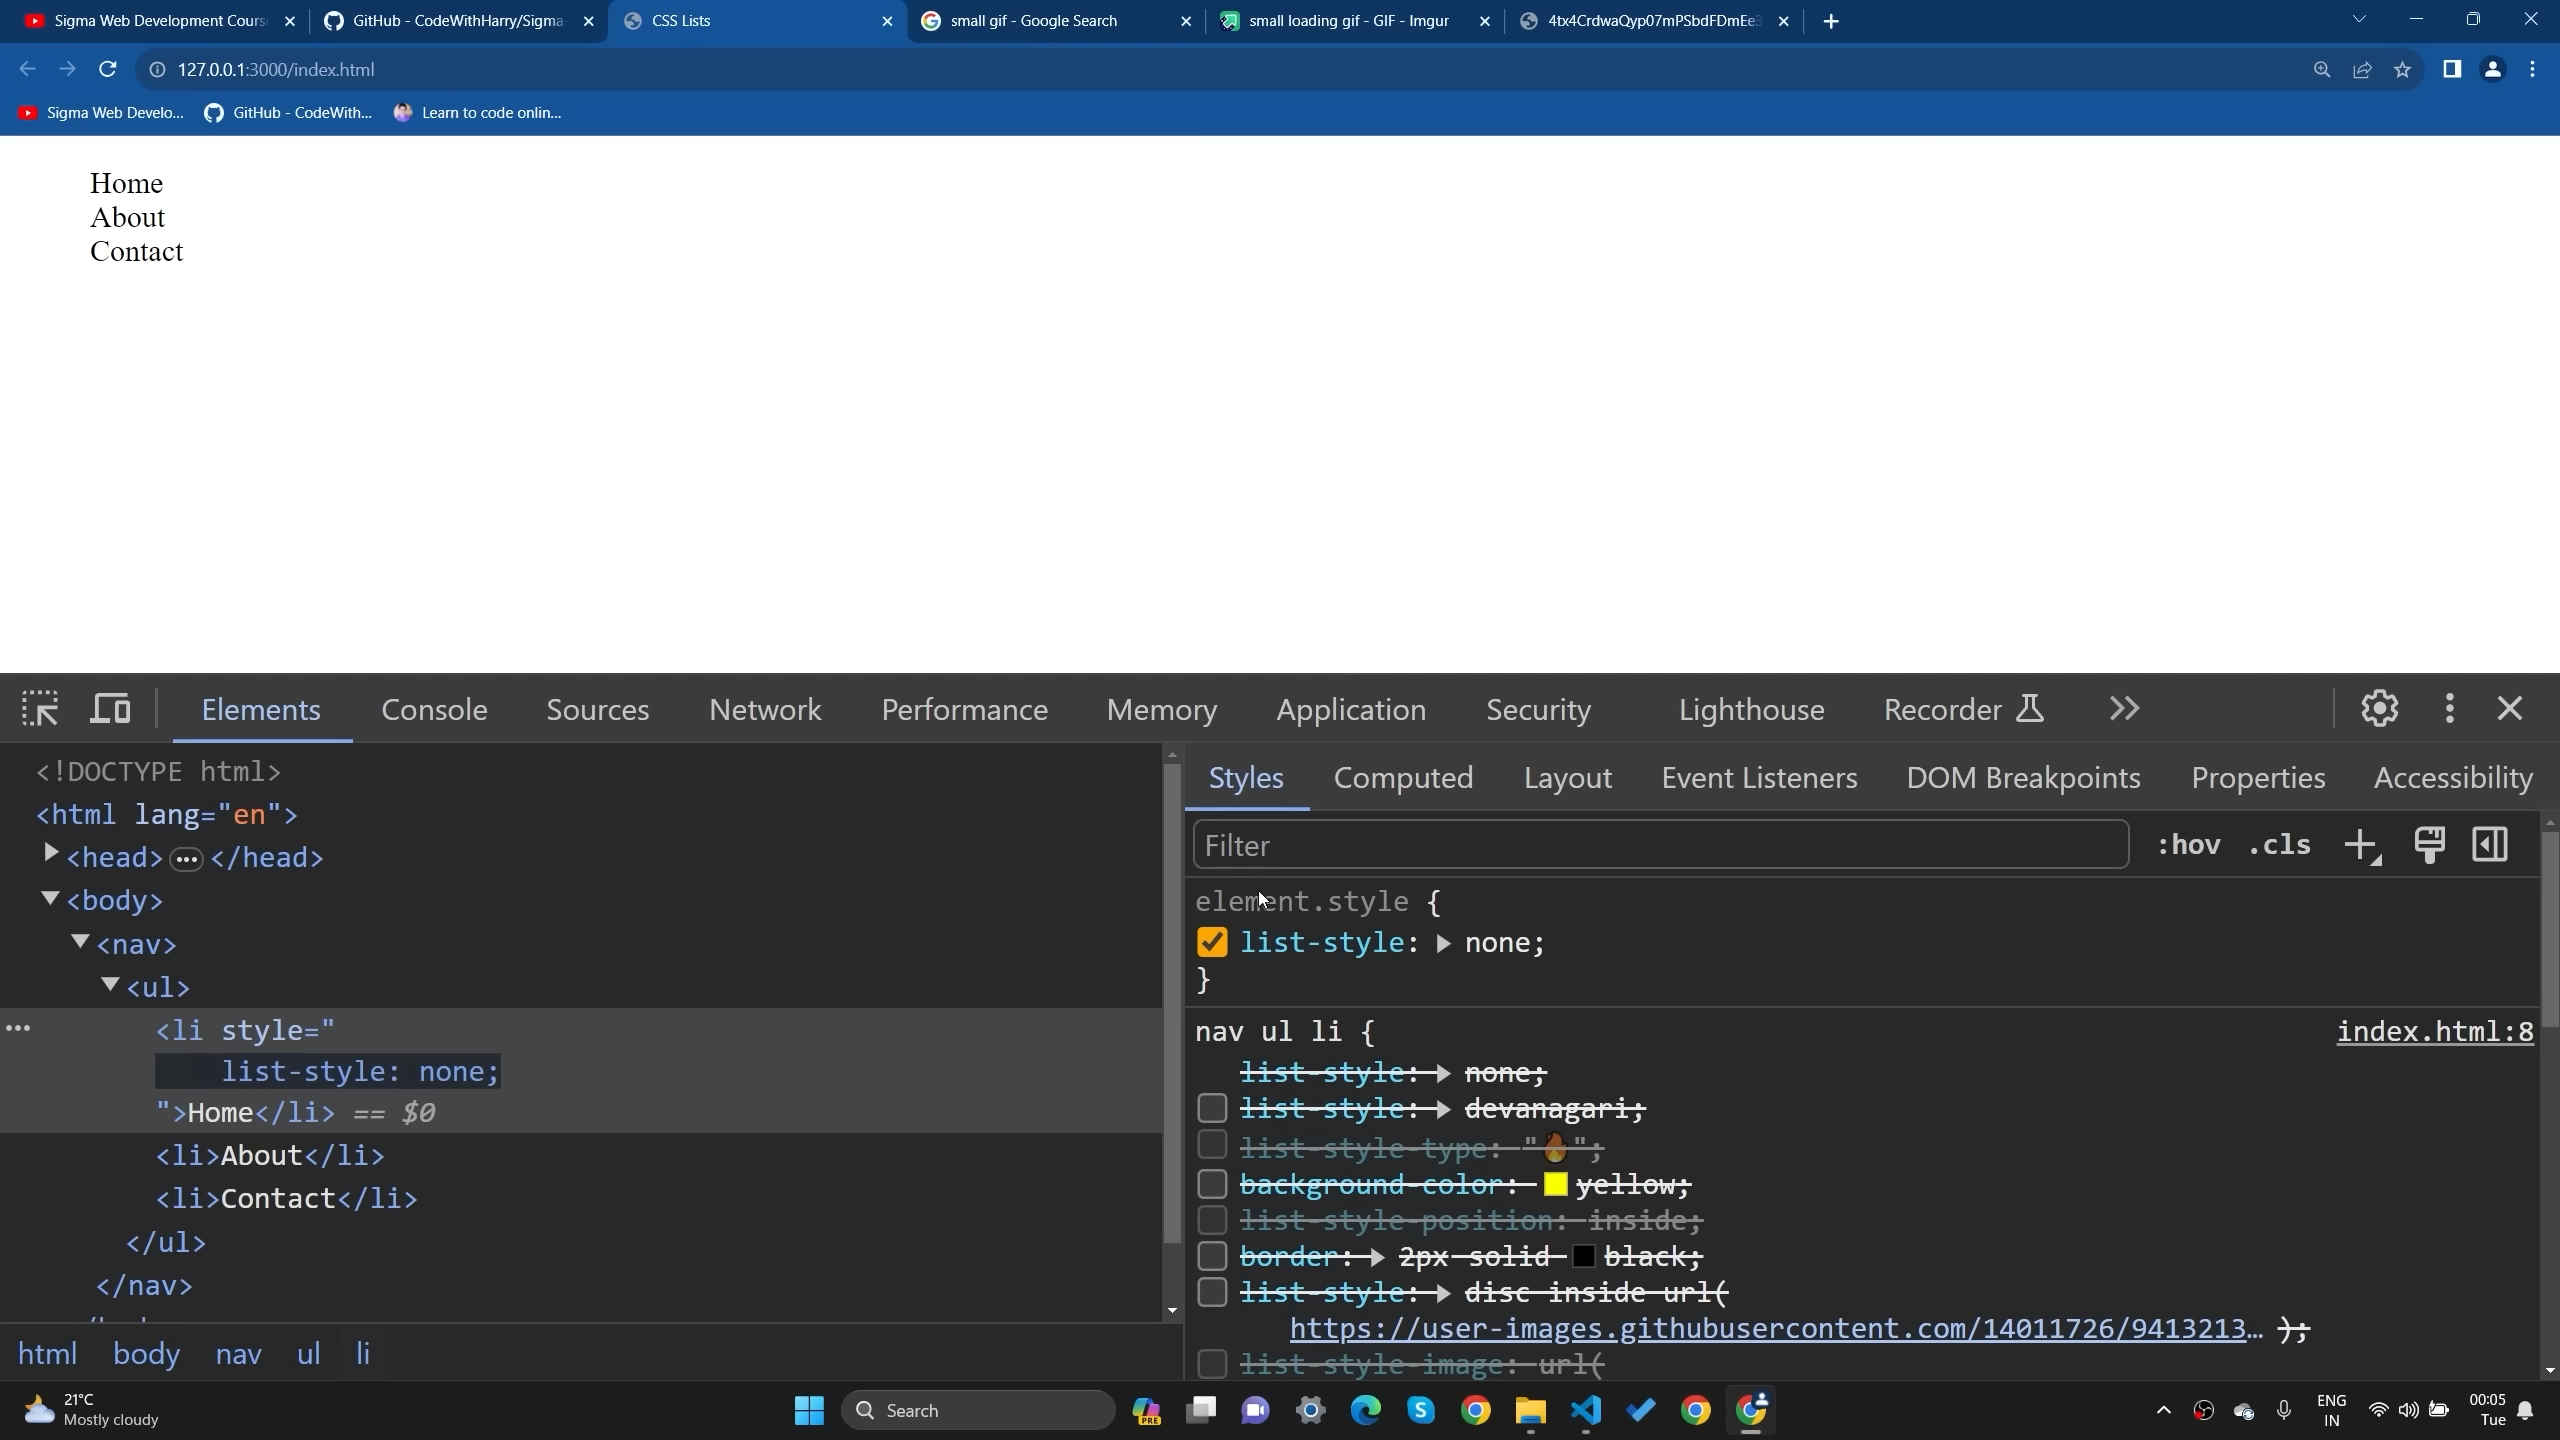 Sigma Web Development Cours
GitHub - CodeWithHarry/Sigma-
CSS Lists
small gif - Google Search
small loading gif - GIF - Imgur
4tx4CrdwaQyp07mPSbdFDmEe3
127.0.0.1:3000/index.html
Sigma Web Develo...
GitHub - CodeWith...
Learn to code onlin...
Home
About
Contact
Elements
Console
Sources
Network
Performance
Memory
Application
Security
Lighthouse
Recorder
<!DOCTYPE html>
<html lang="en">
<head> ... </head>
<body>
<nav>
<ul>
<li style="
list-style: none;
">Home</li> == $0
<li>About</li>
<li>Contact</li>
</ul>
</nav>
html body nav ul li
Styles
Computed
Layout
Event Listeners
DOM Breakpoints
Properties
Accessibility
Filter
:hov .cls
element.style {
list-style: none;
}
nav ul li {
index.html:8
list-style: none;
list-style: devanagari;
list-style-type: "🔥";
background-color: yellow;
list-style-position: inside;
border: 2px solid black;
list-style: disc inside url(
https://user-images.githubusercontent.com/14011726/9413213… );
list-style-image: url(
21°C
Mostly cloudy
Search
PRE
ENG
IN
00:05
Tue